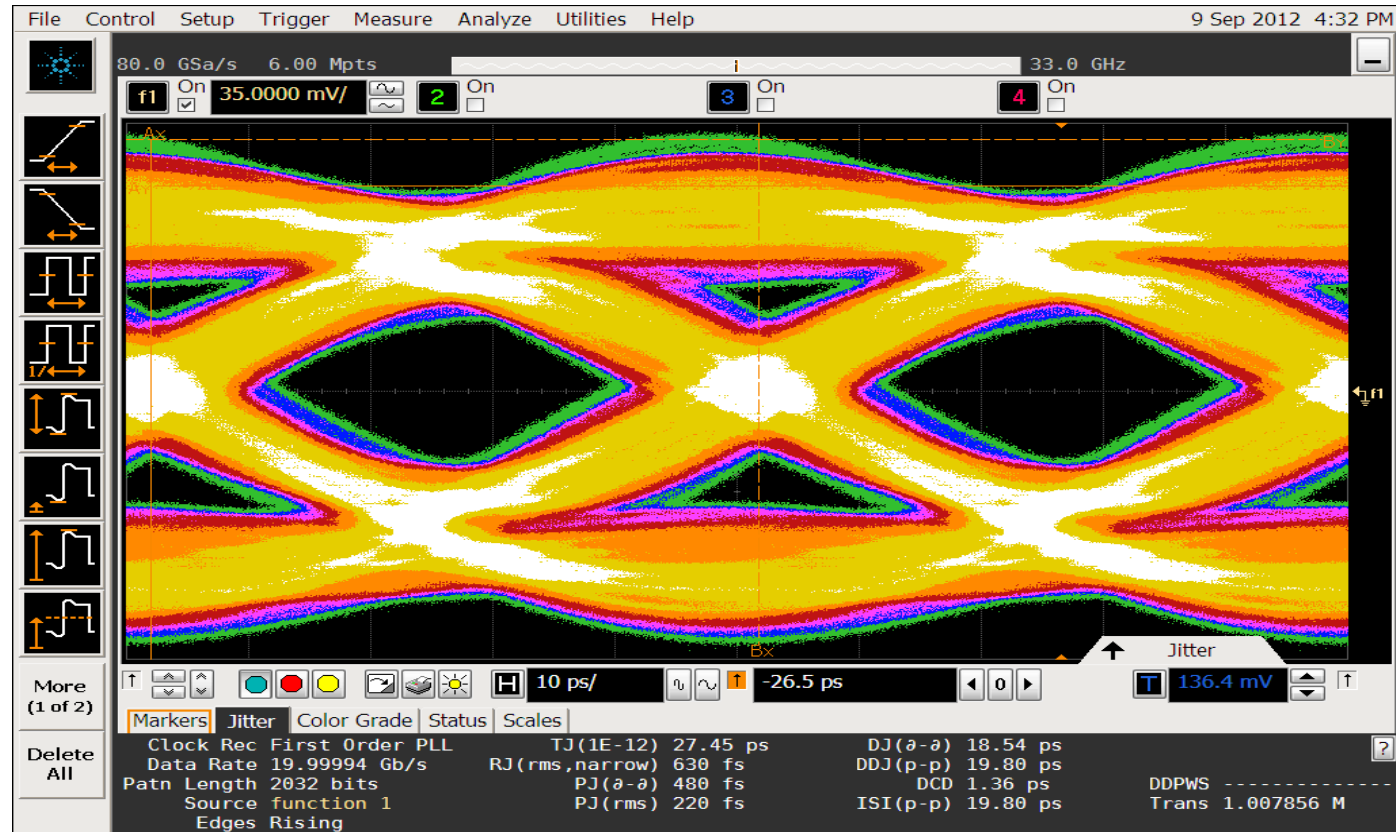 File Control Setup Trigger Measure Analyze Utilities Help 9 Sep 2012 4:32 PM
80.0 GSa/s 6.00 Mpts 33.0 GHz
f1 On 35.0000 mV/ 2 On 3 On 4 On
Ax
Bx
f1
1/
More
(1 of 2)
Delete
All
Jitter
H 10 ps/ -26.5 ps 0 T 136.4 mV
Markers Jitter Color Grade Status Scales
Clock Rec First Order PLL TJ(1E-12) 27.45 ps DJ(∂-∂) 18.54 ps ?
Data Rate 19.99994 Gb/s RJ(rms,narrow) 630 fs DDJ(p-p) 19.80 ps
Patn Length 2032 bits PJ(∂-∂) 480 fs DCD 1.36 ps DDPWS --------------
Source function 1 PJ(rms) 220 fs ISI(p-p) 19.80 ps Trans 1.007856 M
Edges Rising